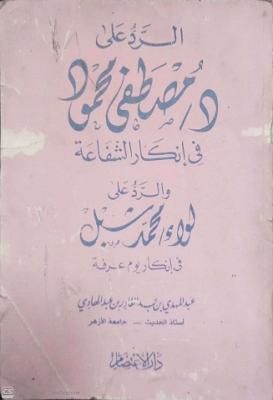 الرد على
د/مصطفى محمود
في إنكار الشفاعة
والرد على
لواء/محمد شبل
في إنكار يوم عرفة
عبد المهدي بن عبد القادر بن عبد الهادي
أستاذ الحديث - جامعة الأزهر
دار الاعتصام